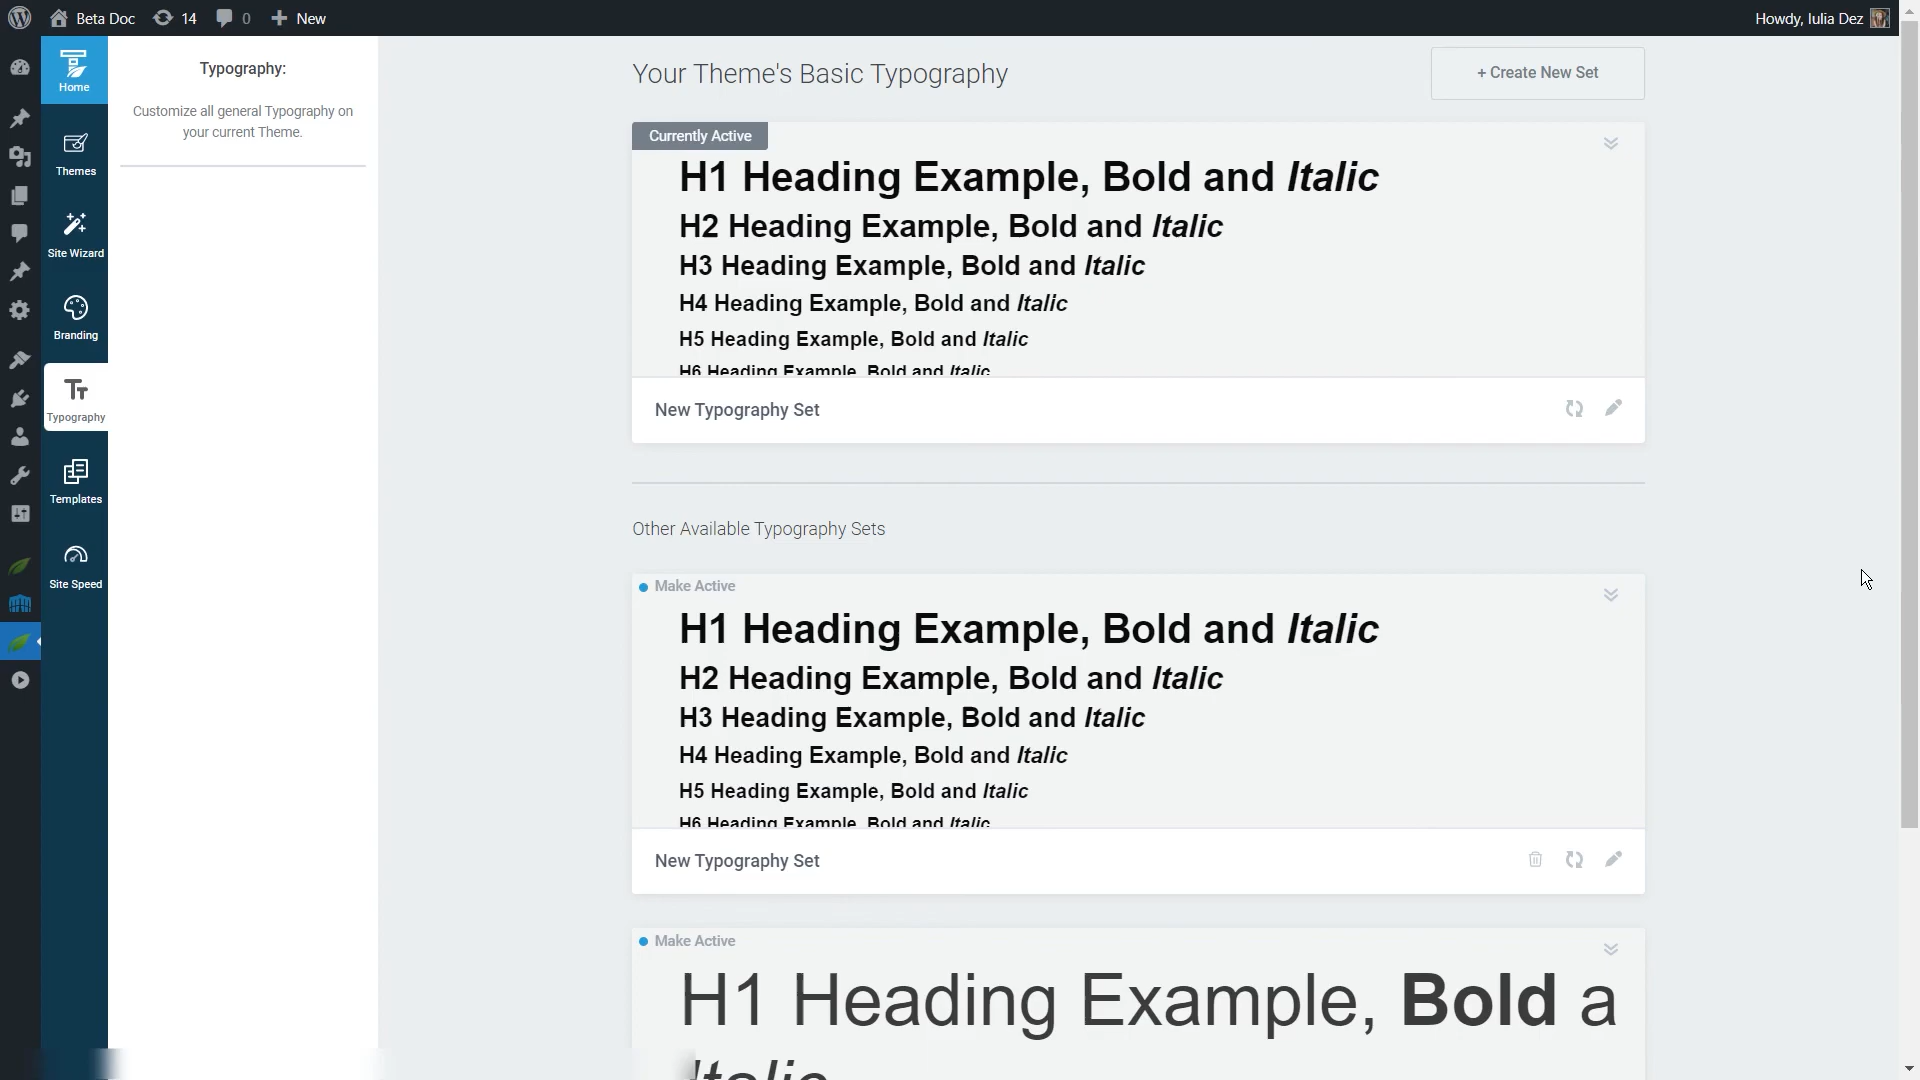 Beta Doc 14 0 New
Howdy, Iulia Dez
Home
Themes
Site Wizard
Branding
Typography
Templates
Site Speed
Typography:
Customize all general Typography on
your current Theme.
Your Theme's Basic Typography
+ Create New Set
Currently Active
H1 Heading Example, Bold and Italic
H2 Heading Example, Bold and Italic
H3 Heading Example, Bold and Italic
H4 Heading Example, Bold and Italic
H5 Heading Example, Bold and Italic
H6 Heading Example, Bold and Italic
New Typography Set
Other Available Typography Sets
Make Active
H1 Heading Example, Bold and Italic
H2 Heading Example, Bold and Italic
H3 Heading Example, Bold and Italic
H4 Heading Example, Bold and Italic
H5 Heading Example, Bold and Italic
H6 Heading Example, Bold and Italic
New Typography Set
Make Active
H1 Heading Example, Bold a
Italic